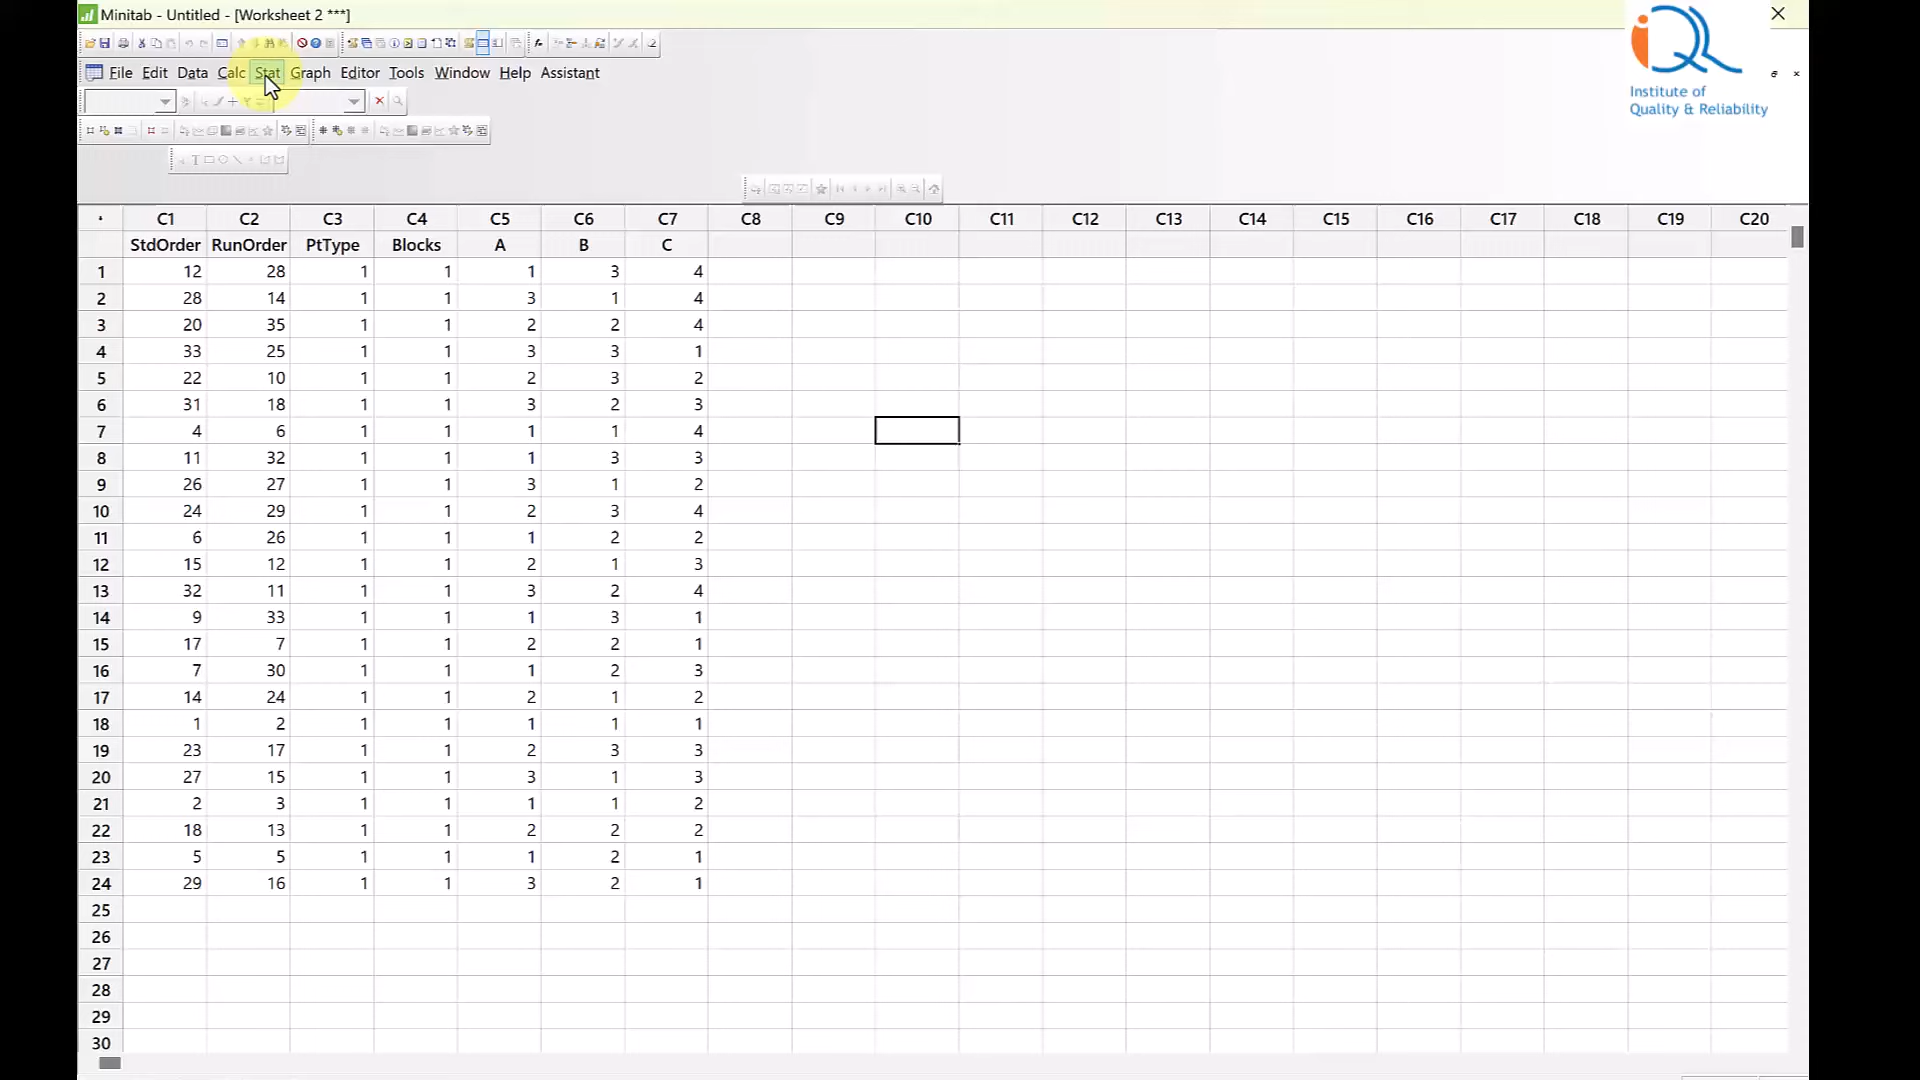 Minitab - Untitled - [Worksheet 2 ***]
File Edit Data Calc Stat Graph Editor Tools Window Help Assistant
iQR
Institute of
Quality & Reliability
C1 C2 C3 C4 C5 C6 C7 C8 C9 C10 C11 C12 C13 C14 C15 C16 C17 C18 C19 C20
StdOrder RunOrder PtType Blocks A B C
1 12 28 1 1 1 3 4
2 28 14 1 1 3 1 4
3 20 35 1 1 2 2 4
4 33 25 1 1 3 3 1
5 22 10 1 1 2 3 2
6 31 18 1 1 3 2 3
7 4 6 1 1 1 1 4
8 11 32 1 1 1 3 3
9 26 27 1 1 3 1 2
10 24 29 1 1 2 3 4
11 6 26 1 1 1 2 2
12 15 12 1 1 2 1 3
13 32 11 1 1 3 2 4
14 9 33 1 1 1 3 1
15 17 7 1 1 2 2 1
16 7 30 1 1 1 2 3
17 14 24 1 1 2 1 2
18 1 2 1 1 1 1 1
19 23 17 1 1 2 3 3
20 27 15 1 1 3 1 3
21 2 3 1 1 1 1 2
22 18 13 1 1 2 2 2
23 5 5 1 1 1 2 1
24 29 16 1 1 3 2 1
25
26
27
28
29
30